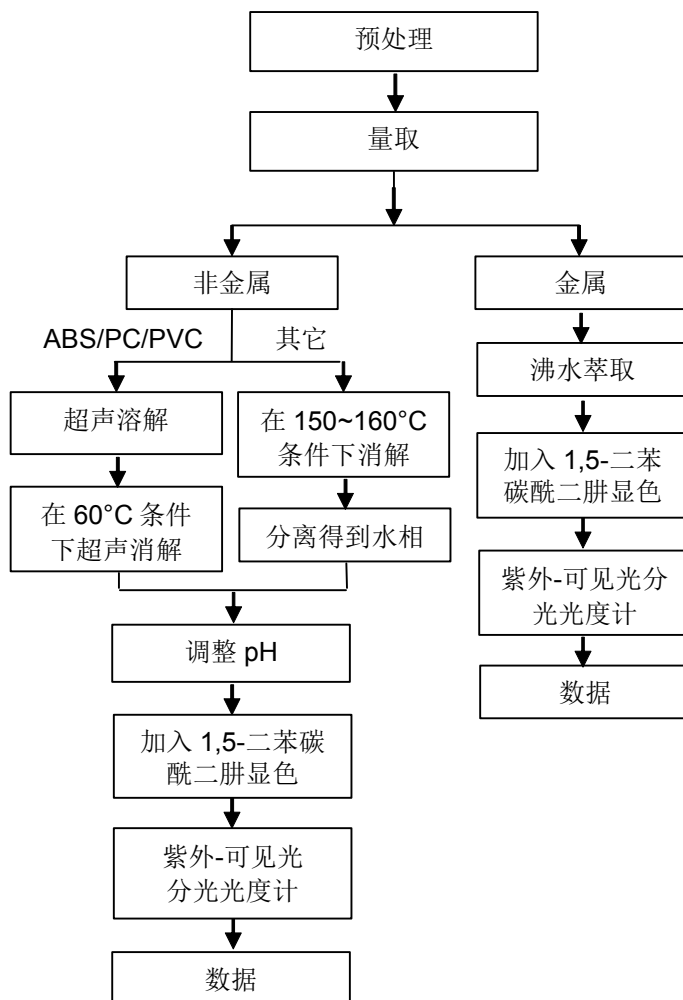 预处理
量取
非金属
金属
ABS/PC/PVC
其它
超声溶解
在 60°C 条件
下超声消解
在 150~160°C
条件下消解
分离得到水相
调整 pH
加入 1,5-二苯碳
酰二肼显色
紫外-可见光
分光光度计
数据
沸水萃取
加入 1,5-二苯
碳酰二肼显色
紫外-可见光分
光光度计
数据